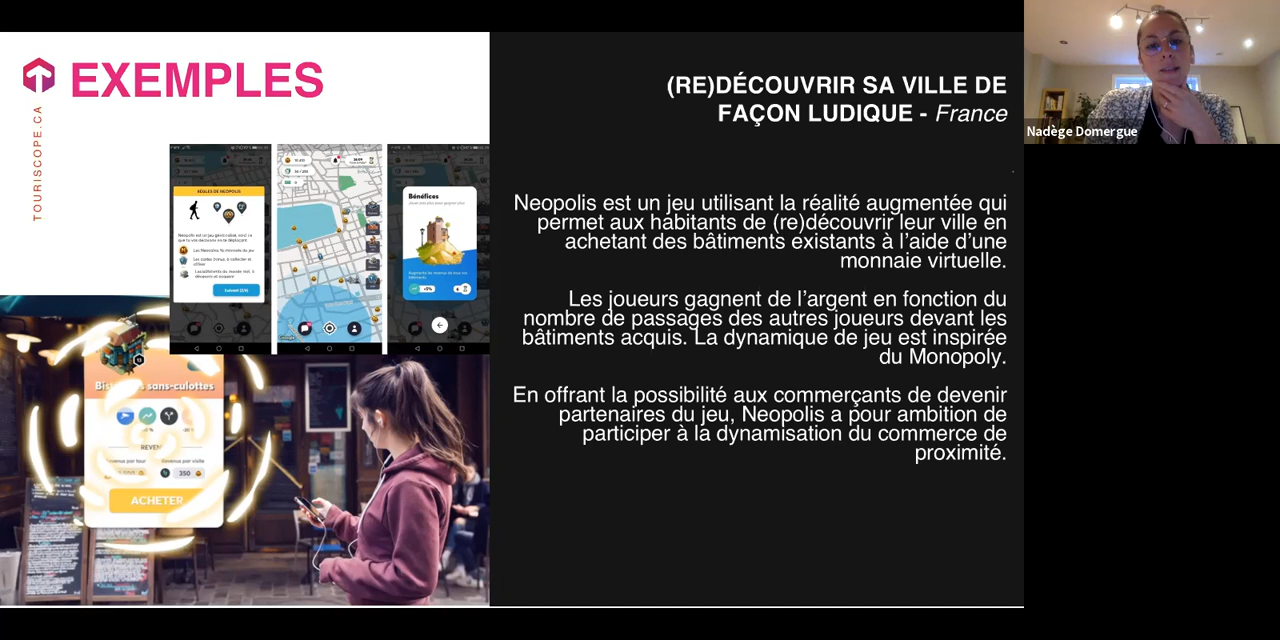 EXEMPLES
TOURISCOPE.CA
(RE)DÉCOUVRIR SA VILLE DE
FAÇON LUDIQUE - France
Neopolis est un jeu utilisant la réalité augmentée qui
permet aux habitants de (re)découvrir leur ville en
achetant des bâtiments existants à l’aide d’une
monnaie virtuelle.
Les joueurs gagnent de l’argent en fonction du
nombre de passages des autres joueurs devant les
bâtiments acquis. La dynamique de jeu est inspirée
du Monopoly.
En offrant la possibilité aux commerçants de devenir
partenaires du jeu, Neopolis a pour ambition de
participer à la dynamisation du commerce de
proximité.
Nadège Domergue
RÈGLES DE NEOPOLIS
Bénéfices
sans-culottes
350
ACHETER